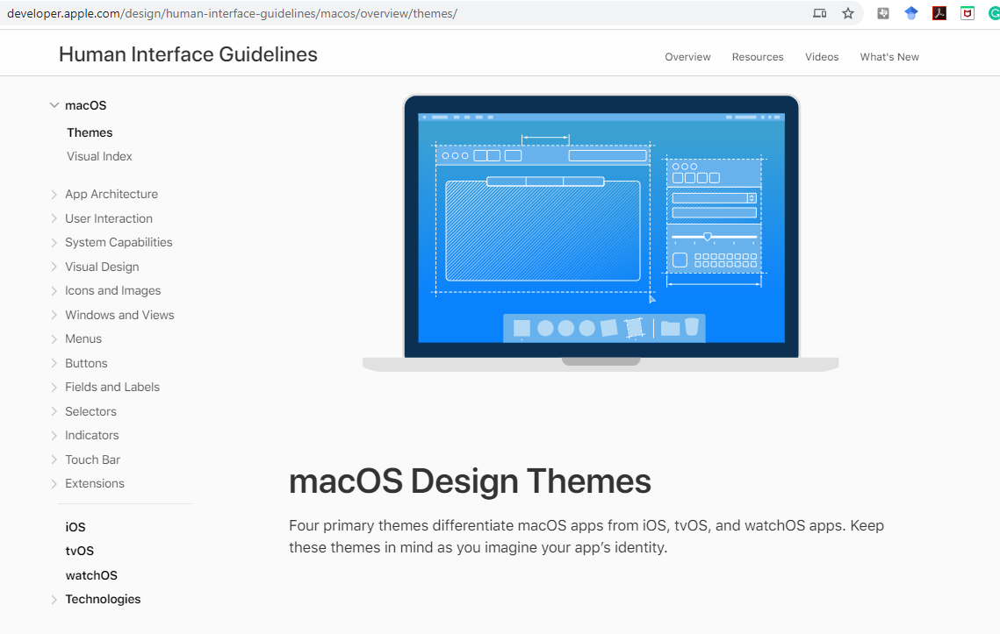 developer.apple.com/design/human-interface-guidelines/macos/overview/themes/
Human Interface Guidelines
Overview
Resources
Videos
What's New
macOS
Themes
Visual Index
App Architecture
User Interaction
System Capabilities
Visual Design
Icons and Images
Windows and Views
Menus
Buttons
Fields and Labels
Selectors
Indicators
Touch Bar
Extensions
iOS
tvOS
watchOS
Technologies
macOS Design Themes
Four primary themes differentiate macOS apps from iOS, tvOS, and watchOS apps. Keep
these themes in mind as you imagine your app’s identity.